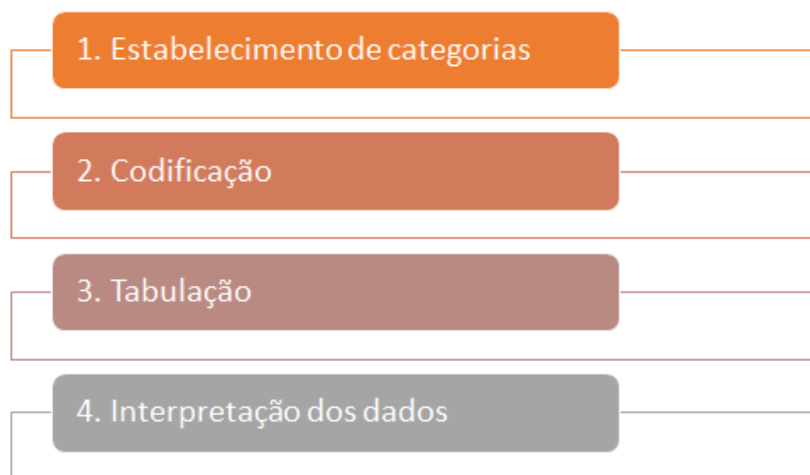 1. Estabelecimento de categorias
2. Codificação
3. Tabulação
4. Interpretação dos dados